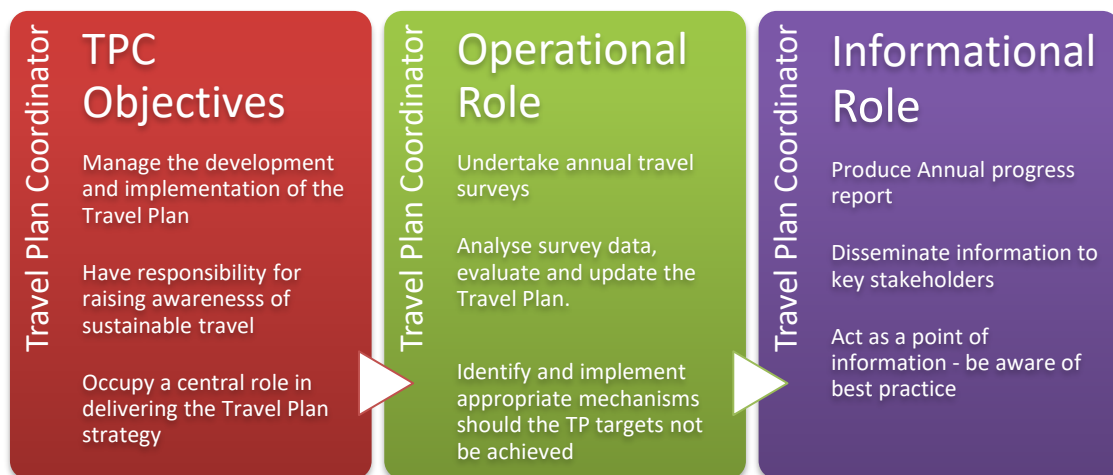 Travel Plan Coordinator
TPC
Objectives
Manage the development
and implementation of the
Travel Plan
Have responsibility for
raising awarenesss of
sustainable travel
Occupy a central role in
delivering the Travel Plan
strategy
Travel Plan Coordinator
Operational
Role
Undertake annual travel
surveys
Analyse survey data,
evaluate and update the
Travel Plan.
Identify and implement
appropriate mechanisms
should the TP targets not
be achieved
Travel Plan Coordinator
Informational
Role
Produce Annual progress
report
Disseminate information to
key stakeholders
Act as a point of
information - be aware of
best practice